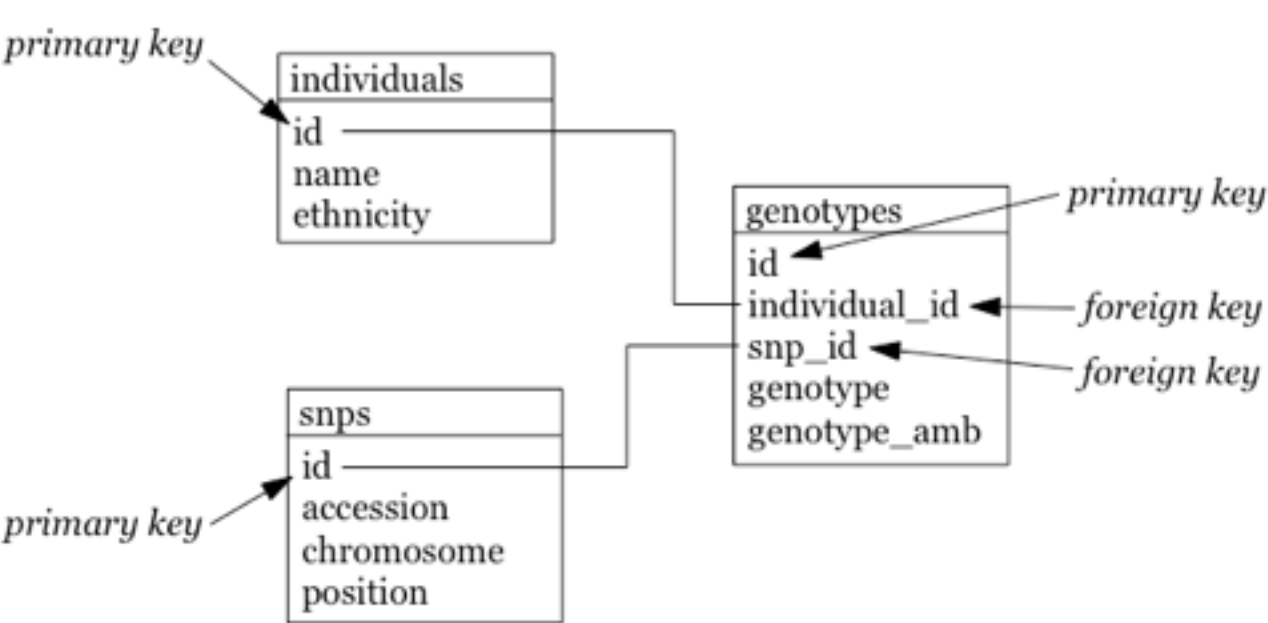 primary key
individuals
id
name
ethnicity
genotypes
primary key
id
individual_id
foreign key
snp_id
foreign key
genotype
genotype_amb
snps
id
primary key
accession
chromosome
position